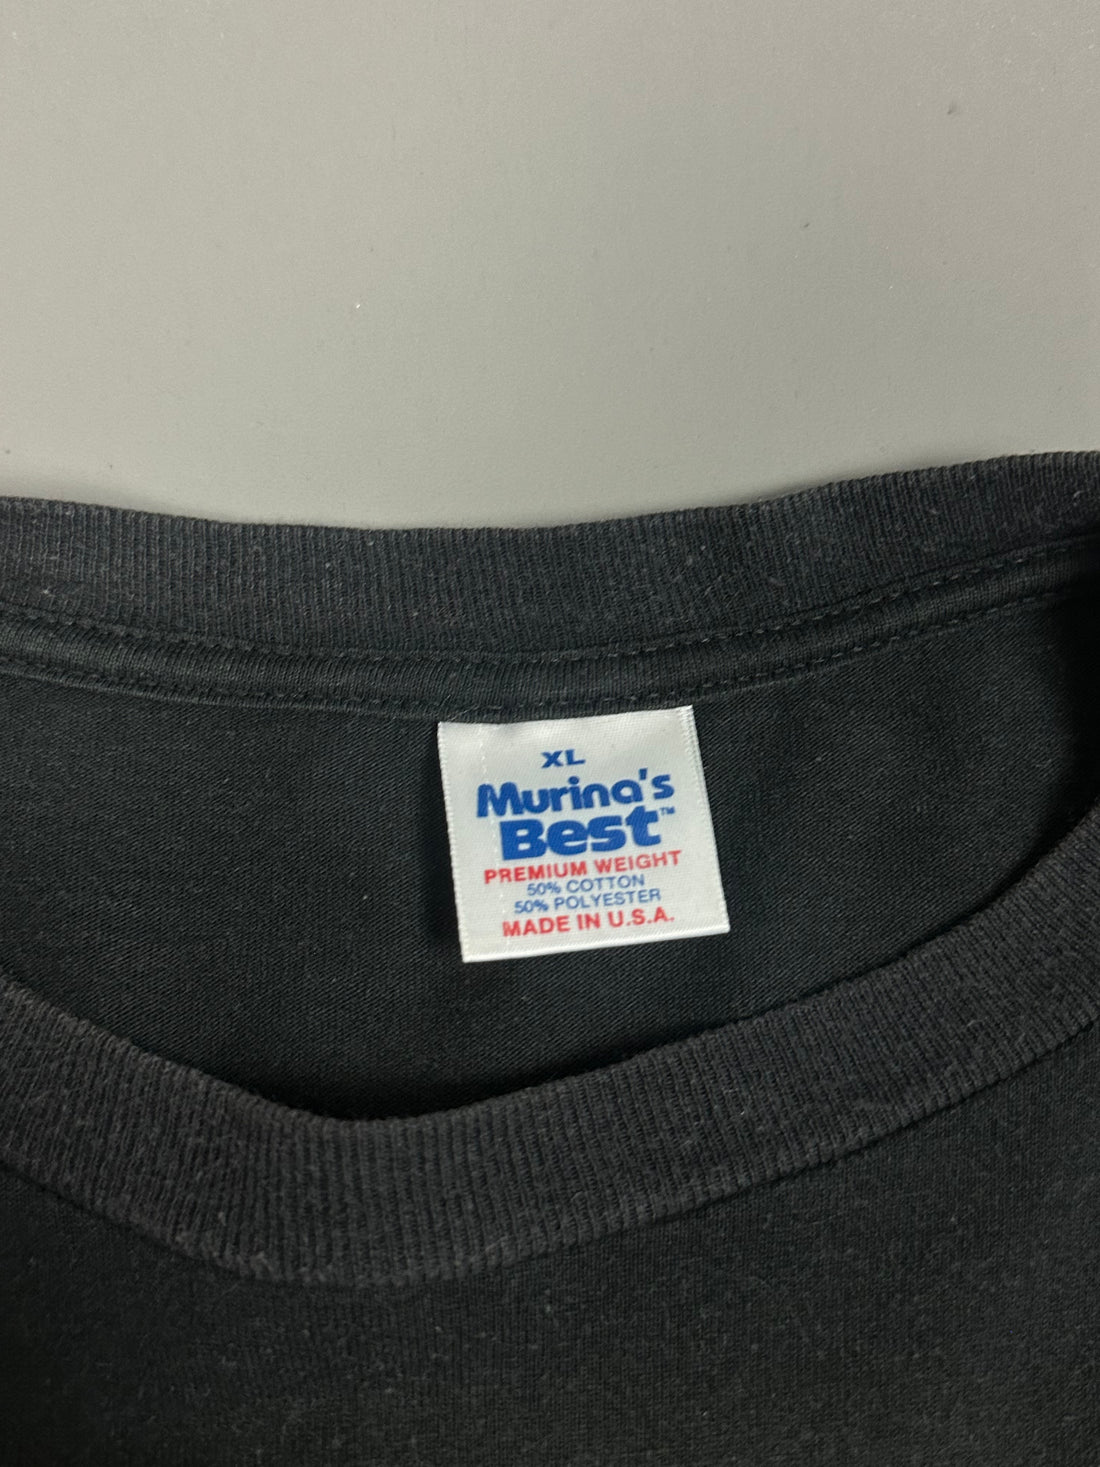 XL
Murina's
Best™
PREMIUM WEIGHT
50% COTTON
50% POLYESTER
MADE IN U.S.A.